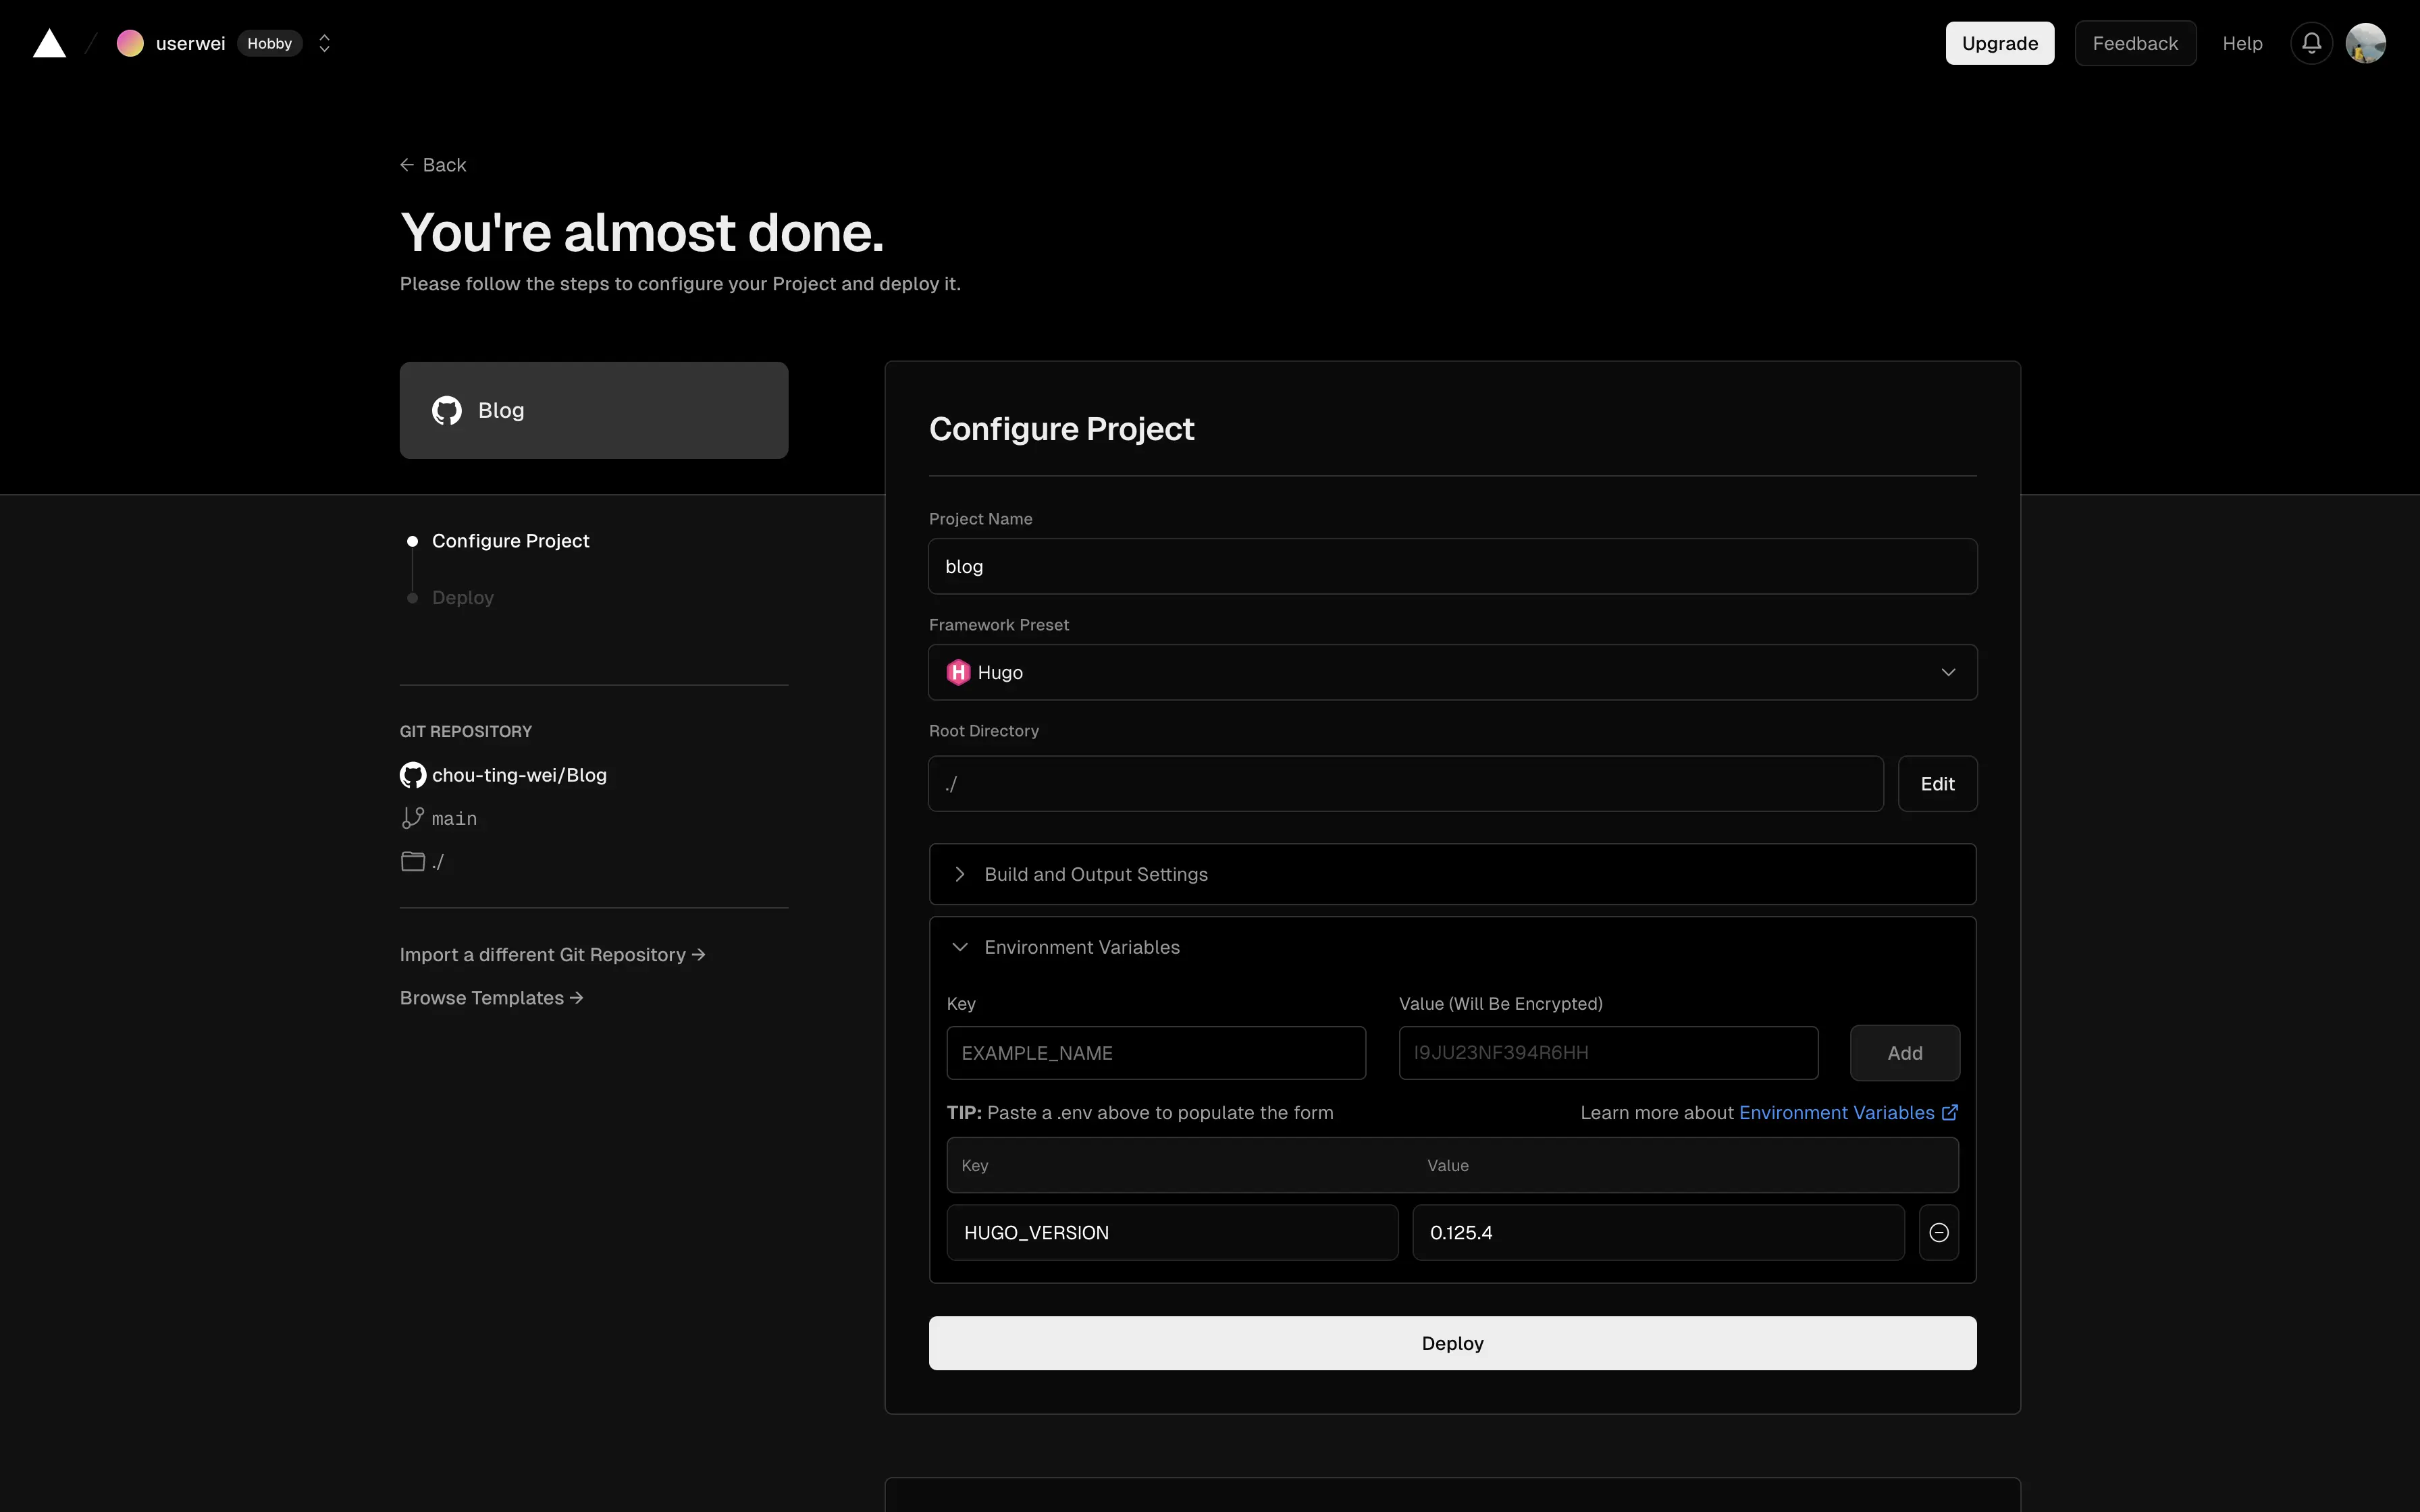 userwei Hobby
Upgrade Feedback Help
← Back
You're almost done.
Please follow the steps to configure your Project and deploy it.
Blog
Configure Project
Deploy
GIT REPOSITORY
chou-ting-wei/Blog
main
./
Import a different Git Repository →
Browse Templates →
Configure Project
Project Name
blog
Framework Preset
H Hugo
Root Directory
./ Edit
Build and Output Settings
Environment Variables
Key Value (Will Be Encrypted)
EXAMPLE_NAME I9JU23NF394R6HH Add
TIP: Paste a .env above to populate the form Learn more about Environment Variables
Key Value
HUGO_VERSION 0.125.4
Deploy